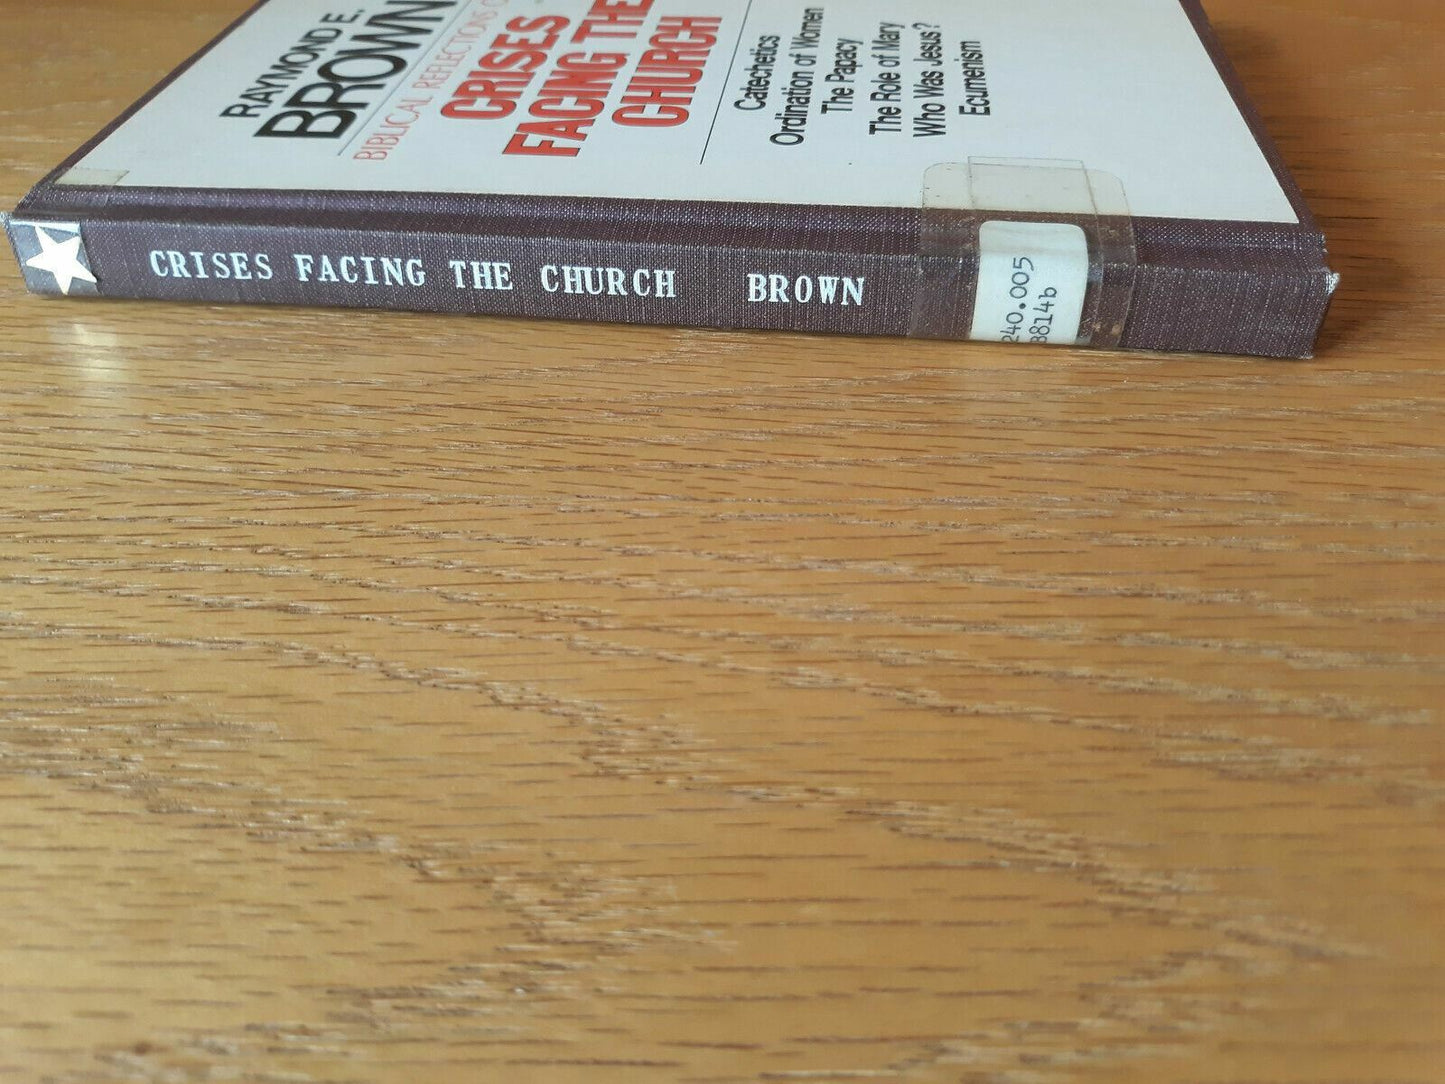 RAYMOND E.
BROWN
BIBLICAL REFLECTIONS
CRISES
FACING THE
CHURCH
Catechetics
Ordination of Women
The Papacy
The Role of Mary
Who Was Jesus?
Ecumenism
CRISES FACING THE CHURCH BROWN
240.005
B814b